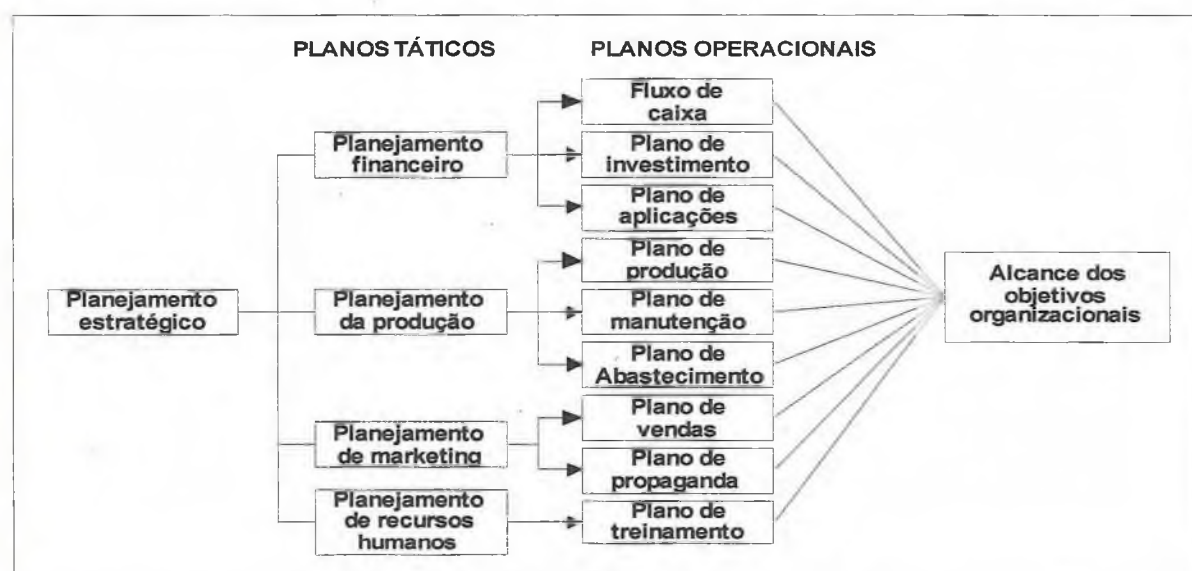 PLANOS TÁTICOS
PLANOS OPERACIONAIS
Planejamento
estratégico
Planejamento
financeiro
Planejamento
da produção
Planejamento
de marketing
Planejamento
de recursos
humanos
Fluxo de
caixa
Plano de
investimento
Plano de
aplicações
Plano de
produção
Plano de
manutenção
Plano de
Abastecimento
Plano de
vendas
Plano de
propaganda
Plano de
treinamento
Alcance dos
objetivos
organizacionais